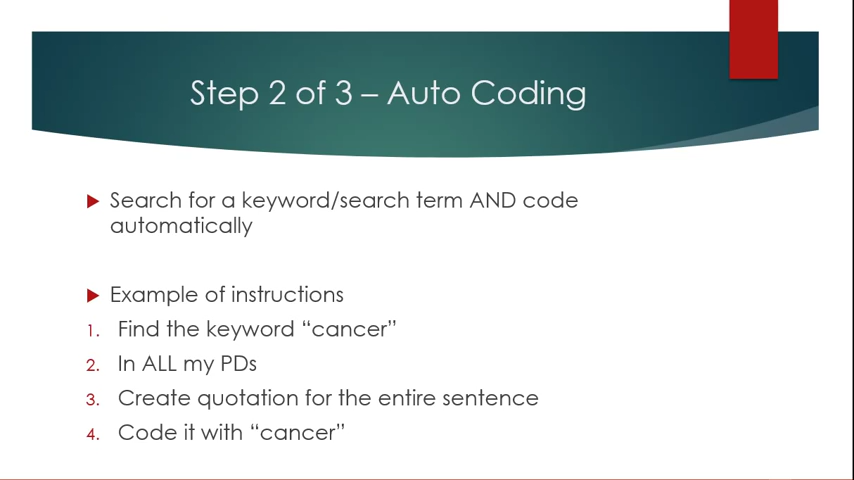 Step 2 of 3 – Auto Coding
Search for a keyword/search term AND code
automatically
Example of instructions
1. Find the keyword “cancer”
2. In ALL my PDs
3. Create quotation for the entire sentence
4. Code it with “cancer”